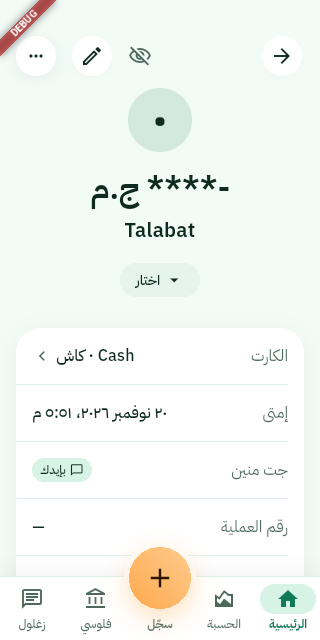 DEBUG
-**** ج.م
Talabat
اختار
الكارت
كاش · Cash
إمتى
٢٠ نوفمبر ٢٠٢٦، ٥:٥١ م
جت منين
بإيدك
رقم العملية
—
الرئيسية
الحسبة
سجّل
فلوسي
زغلول